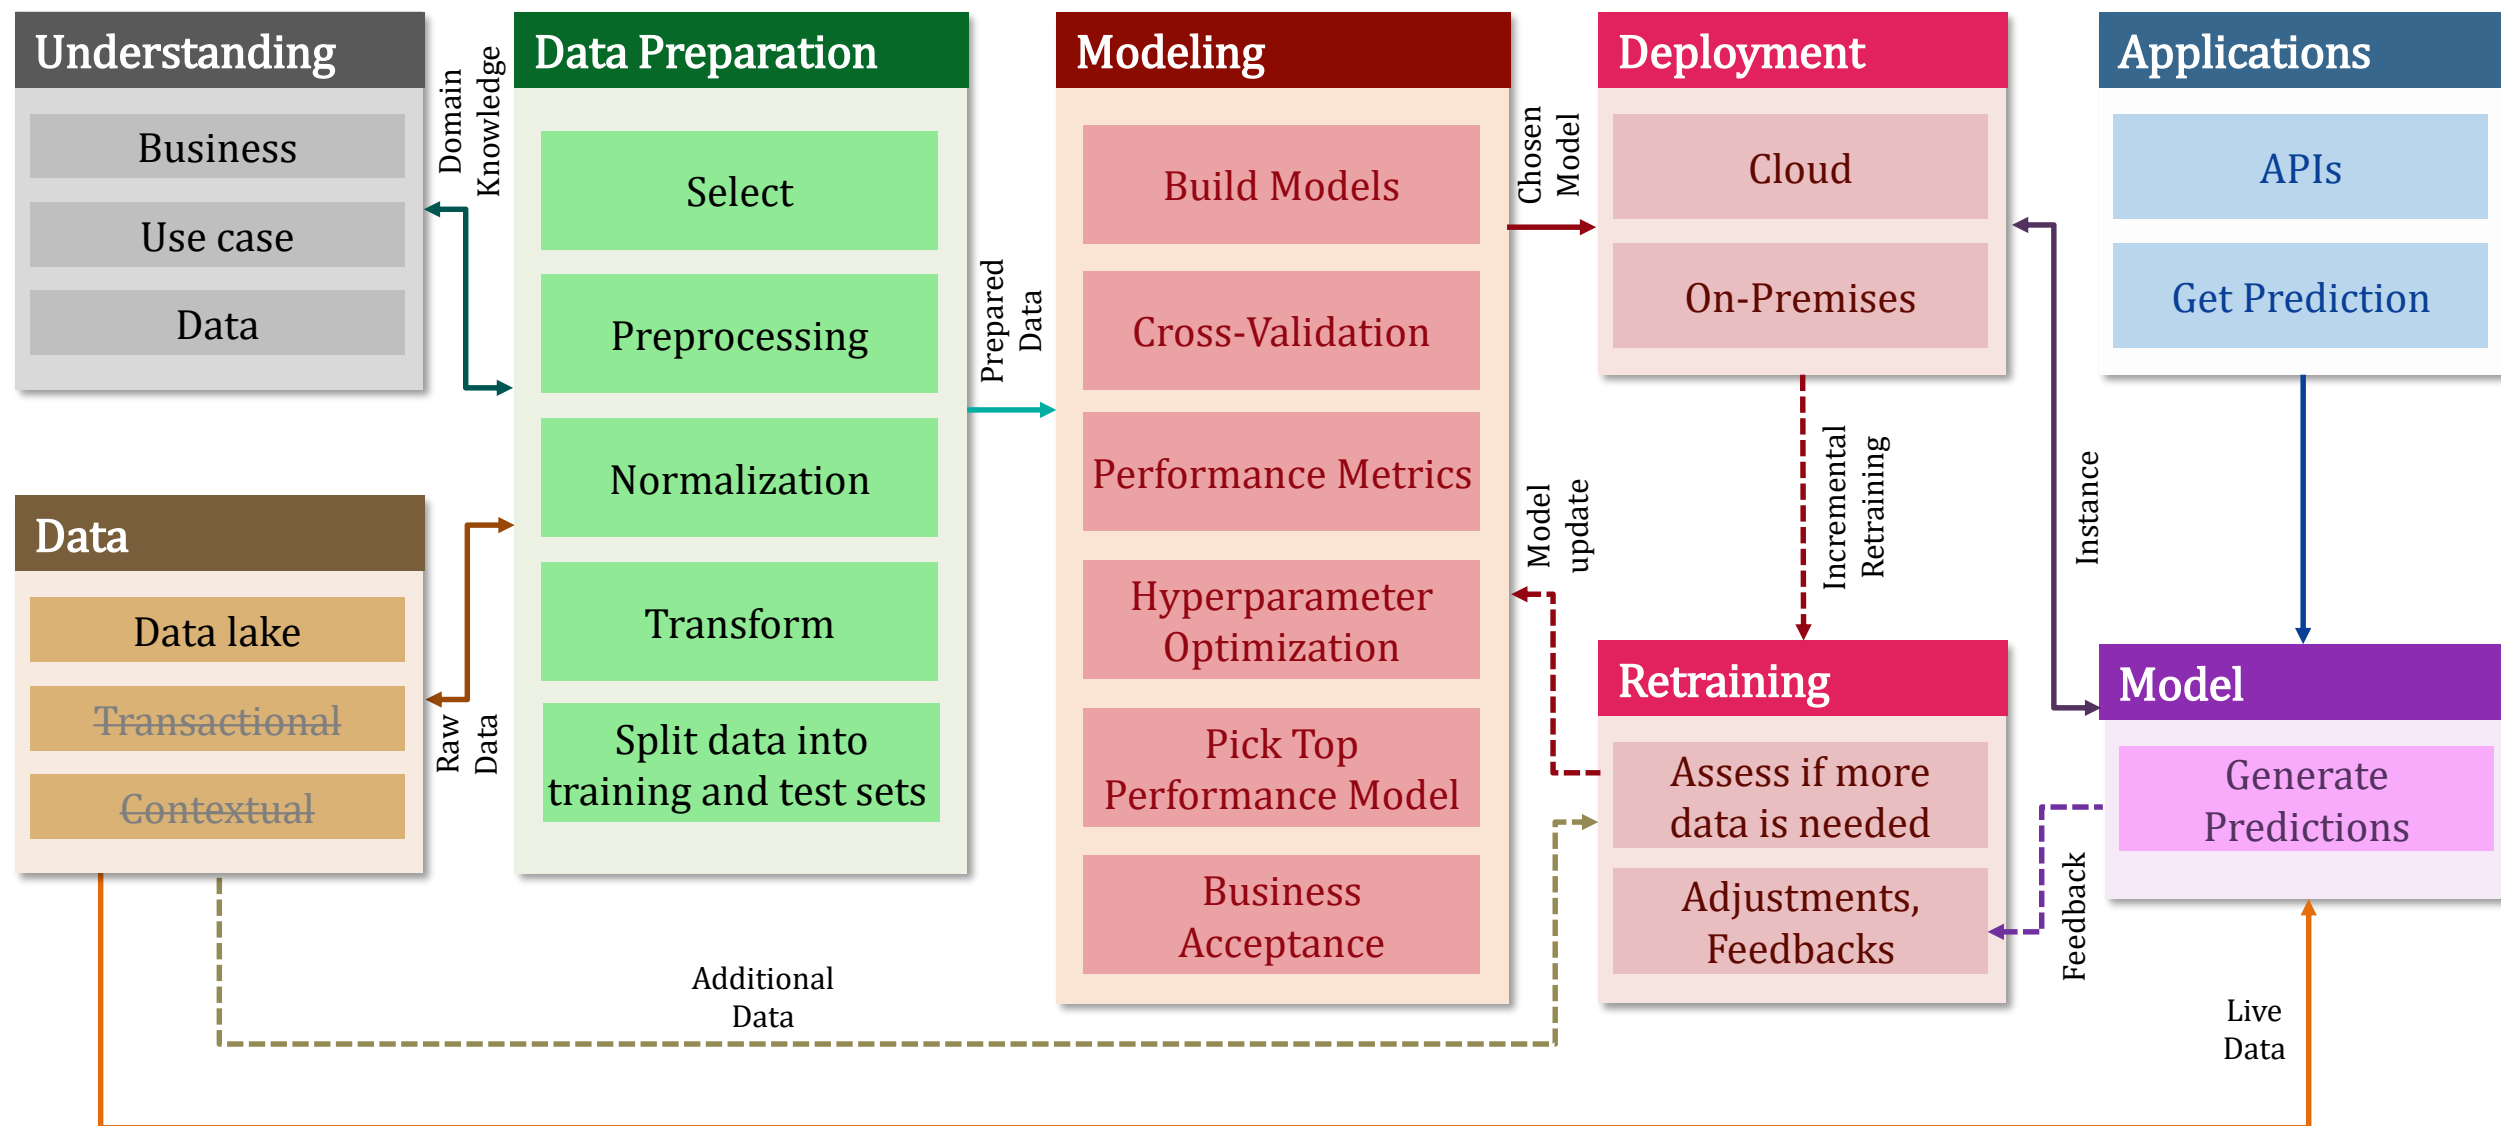 Understanding
Business
Use case
Data
Domain
Knowledge
Data
Data lake
Transactional
Contextual
Raw
Data
Data Preparation
Select
Preprocessing
Normalization
Transform
Split data into
training and test sets
Prepared
Data
Modeling
Build Models
Cross-Validation
Performance Metrics
Hyperparameter
Optimization
Pick Top
Performance Model
Business
Acceptance
Chosen
Model
Model
update
Deployment
Cloud
On-Premises
Incremental
Retraining
Retraining
Assess if more
data is needed
Adjustments,
Feedbacks
Instance
Feedback
Applications
APIs
Get Prediction
Model
Generate
Predictions
Additional
Data
Live
Data